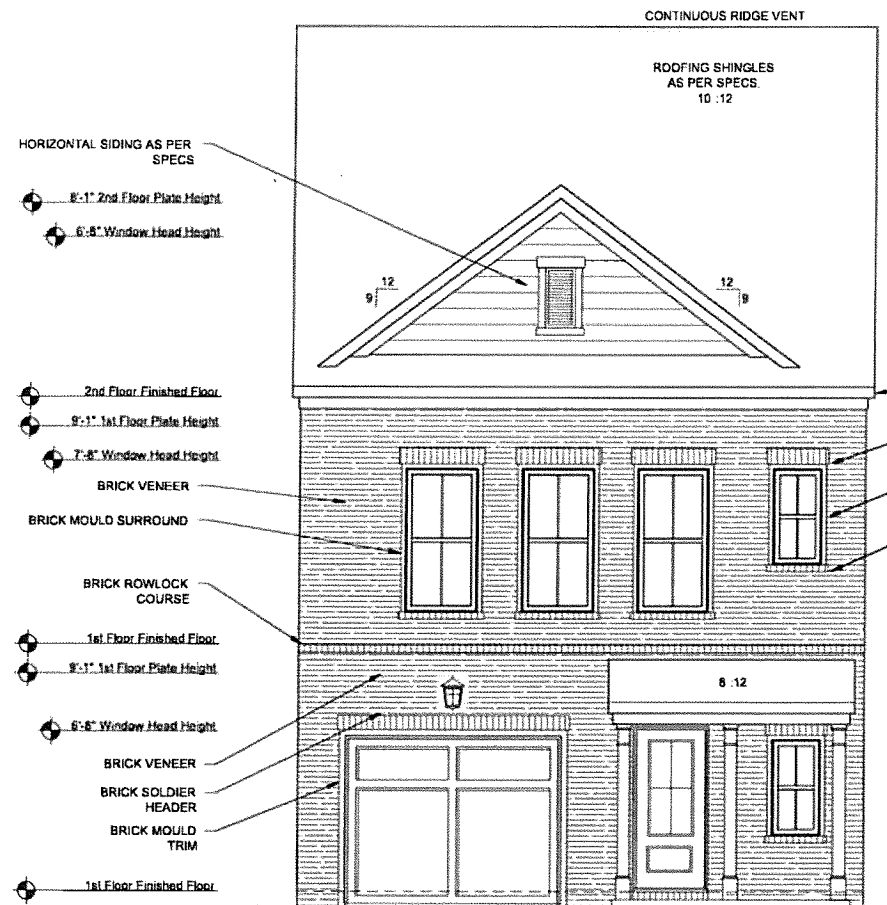 CONTINUOUS RIDGE VENT
ROOFING SHINGLES
AS PER SPECS.
10 :12
HORIZONTAL SIDING AS PER
SPECS
8'-1" 2nd Floor Plate Height
6'-8" Window Head Height
12
9
12
9
2nd Floor Finished Floor
9'-1" 1st Floor Plate Height
7'-8" Window Head Height
BRICK VENEER
BRICK MOULD SURROUND
BRICK ROWLOCK
COURSE
1st Floor Finished Floor
9'-1" 1st Floor Plate Height
8 :12
6'-8" Window Head Height
BRICK VENEER
BRICK SOLDIER
HEADER
BRICK MOULD
TRIM
1st Floor Finished Floor